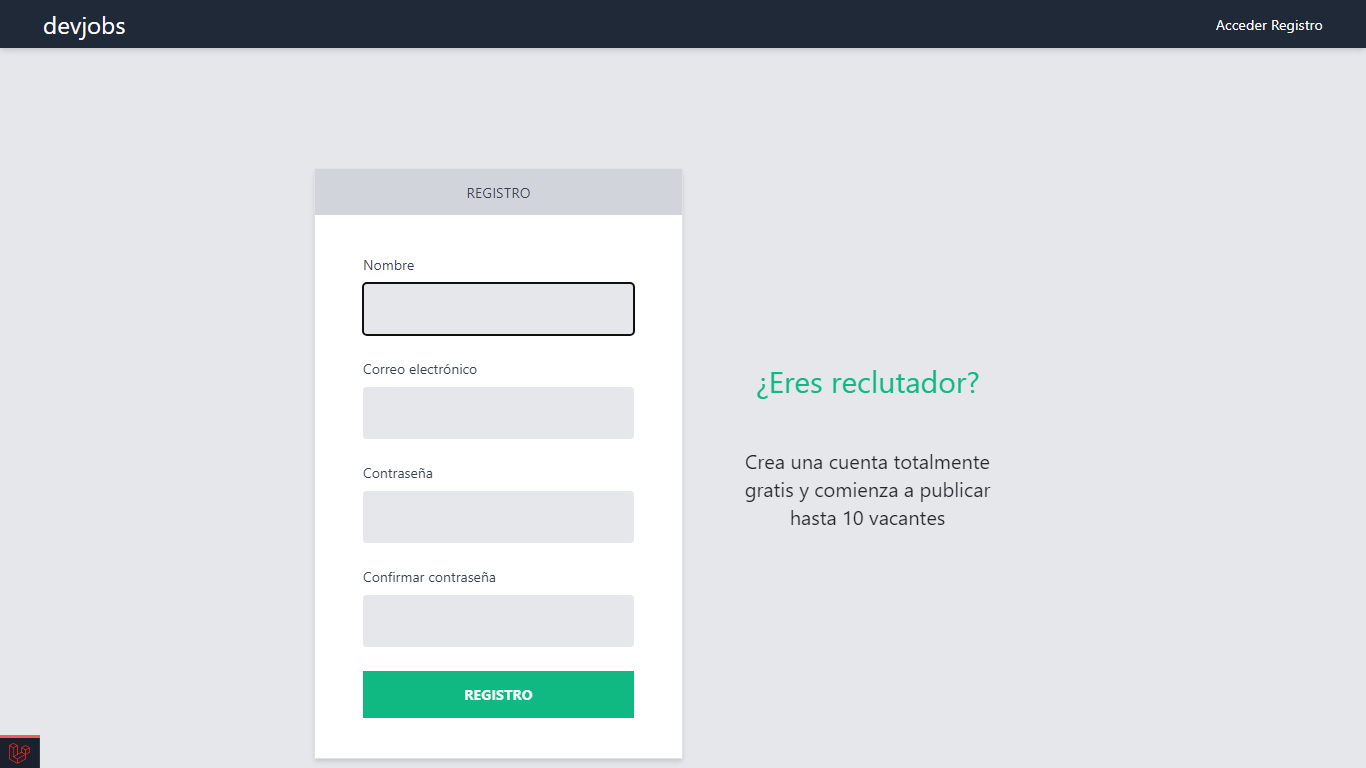 devjobs
Acceder Registro
REGISTRO
Nombre
Correo electrónico
Contraseña
Confirmar contraseña
REGISTRO
¿Eres reclutador?
Crea una cuenta totalmente
gratis y comienza a publicar
hasta 10 vacantes